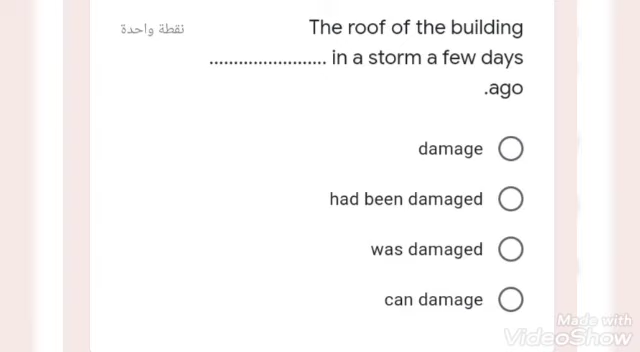 نقطة واحدة
The roof of the building
........................ in a storm a few days
.ago
damage
had been damaged
was damaged
can damage
Made with
VideoShow